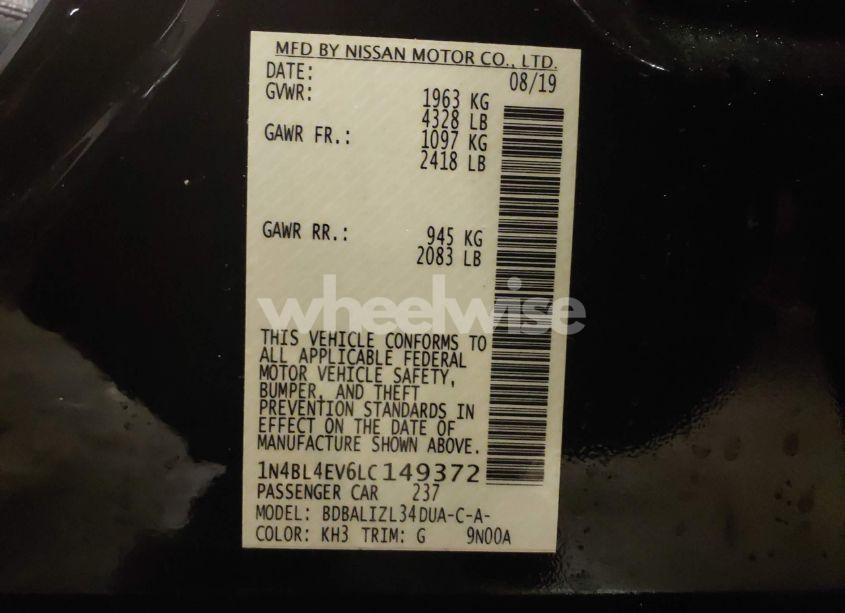 MFD BY NISSAN MOTOR CO., LTD.
DATE: 08/19
GVWR: 1963 KG
4328 LB
GAWR FR.: 1097 KG
2418 LB
GAWR RR.: 945 KG
2083 LB
wheelwise
THIS VEHICLE CONFORMS TO
ALL APPLICABLE FEDERAL
MOTOR VEHICLE SAFETY,
BUMPER, AND THEFT
PREVENTION STANDARDS IN
EFFECT ON THE DATE OF
MANUFACTURE SHOWN ABOVE.
1N4BL4EV6LC149372
PASSENGER CAR 237
MODEL: BDBALIZL34DUA-C-A-
COLOR: KH3 TRIM: G 9N00A